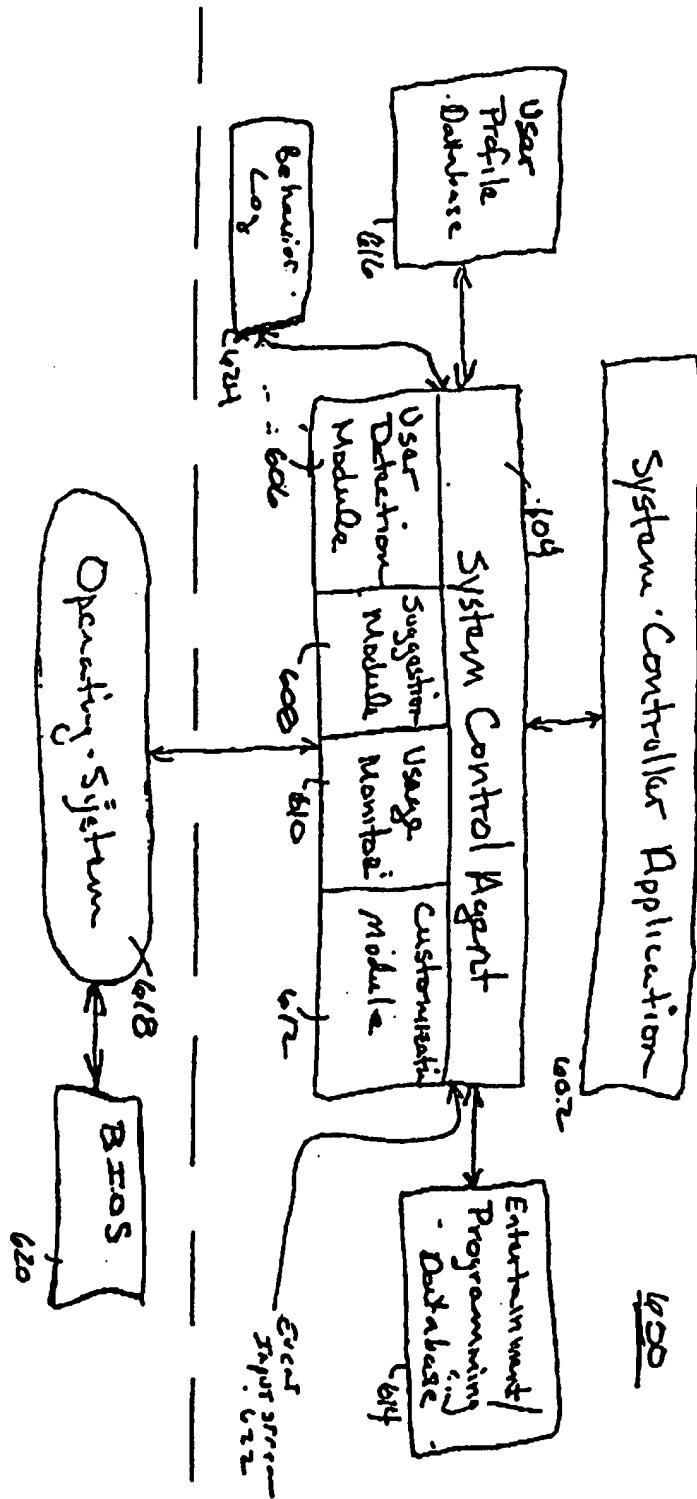 600
System Controller Application
602
604
System Control Agent
User
Detection
Module
606
Suggestion
Module
608
Usage
Monitor
610
Customization
Module
612
User
Profile
Database
616
Entertainment/
Programming
Database
614
Behavior
Log
624
Event
Input Stream
622
Operating System
618
BIOS
620